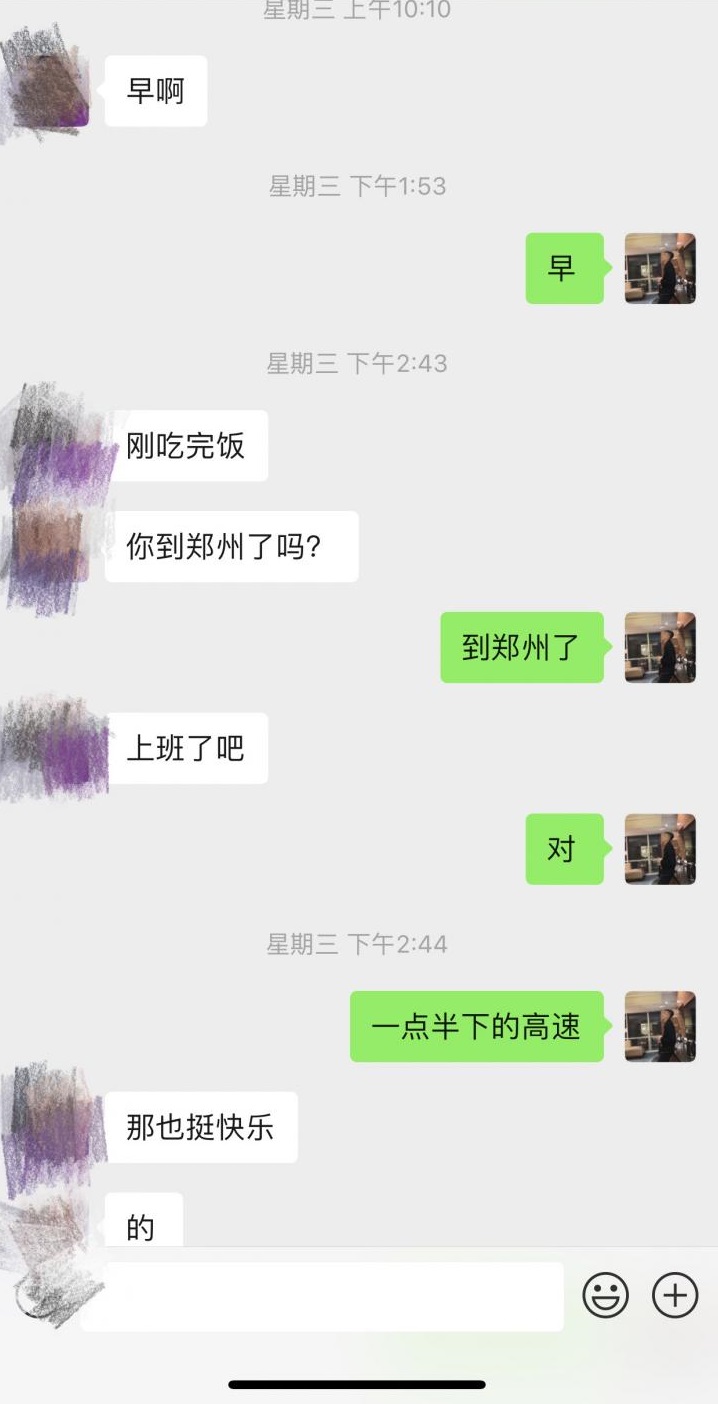 星期三 上午10:10
早啊
星期三 下午1:53
早
星期三 下午2:43
刚吃完饭
你到郑州了吗?
到郑州了
上班了吧
对
星期三 下午2:44
一点半下的高速
那也挺快乐
的